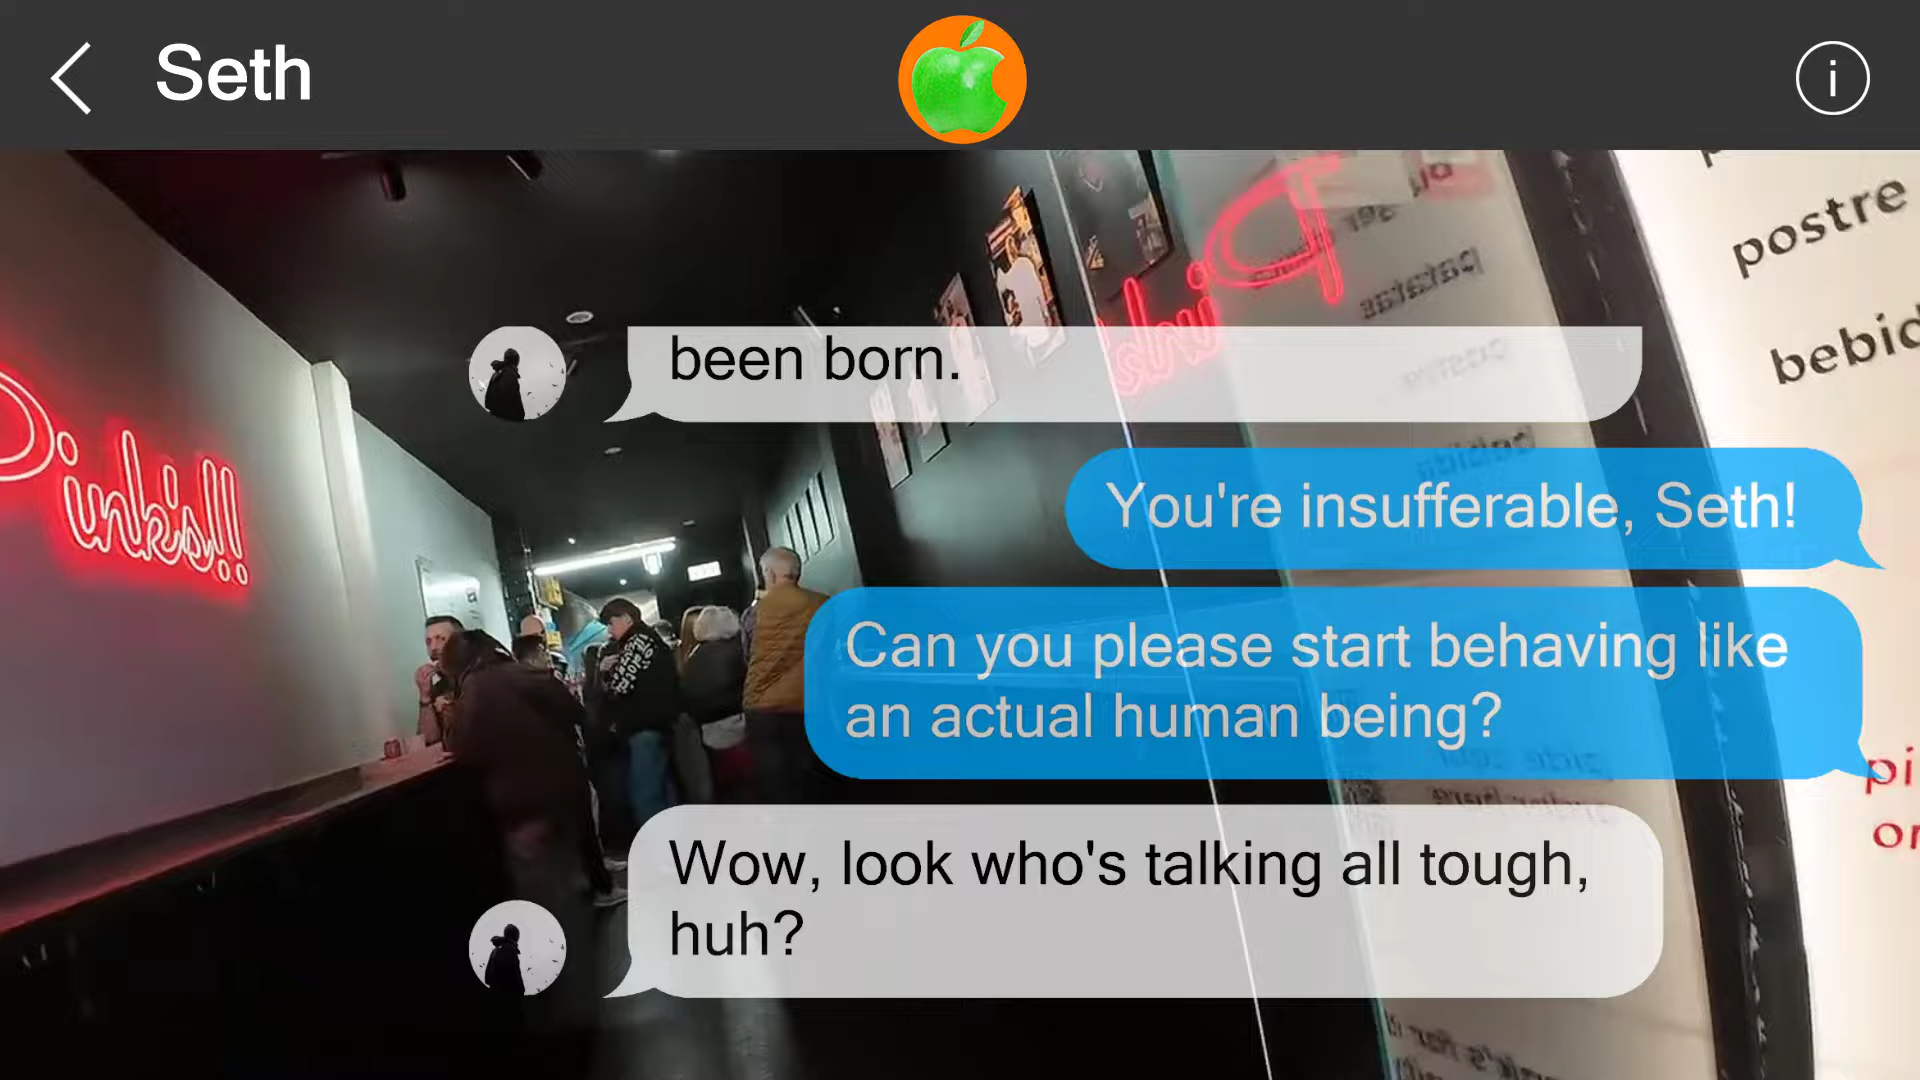 Seth
i
postre
been born.
You're insufferable, Seth!
Pink's!!
Can you please start behaving like
an actual human being?
Wow, look who's talking all tough,
huh?